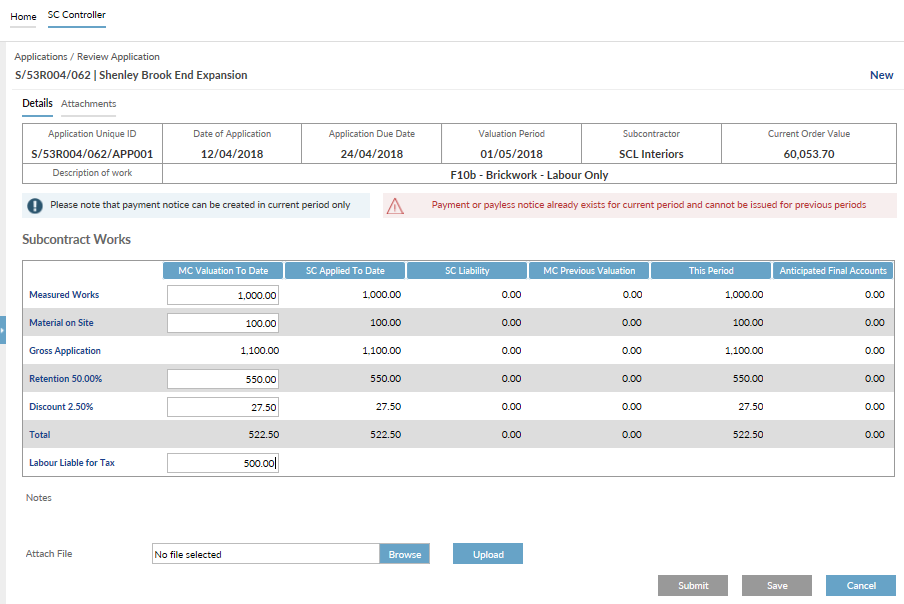 Home SC Controller
Applications / Review Application
S/53R004/062 | Shenley Brook End Expansion New
Details Attachments
Application Unique ID Date of Application Application Due Date Valuation Period Subcontractor Current Order Value
S/53R004/062/APP001 12/04/2018 24/04/2018 01/05/2018 SCL Interiors 60,053.70
Description of work F10b - Brickwork - Labour Only
Please note that payment notice can be created in current period only Payment or payless notice already exists for current period and cannot be issued for previous periods
Subcontract Works
MC Valuation To Date SC Applied To Date SC Liability MC Previous Valuation This Period Anticipated Final Accounts
Measured Works 1,000.00 1,000.00 0.00 0.00 1,000.00 0.00
Material on Site 100.00 100.00 0.00 0.00 100.00 0.00
Gross Application 1,100.00 1,100.00 0.00 0.00 1,100.00 0.00
Retention 50.00% 550.00 550.00 0.00 0.00 550.00 0.00
Discount 2.50% 27.50 27.50 0.00 0.00 27.50 0.00
Total 522.50 522.50 0.00 0.00 522.50 0.00
Labour Liable for Tax 500.00
Notes
Attach File No file selected Browse Upload
Submit Save Cancel